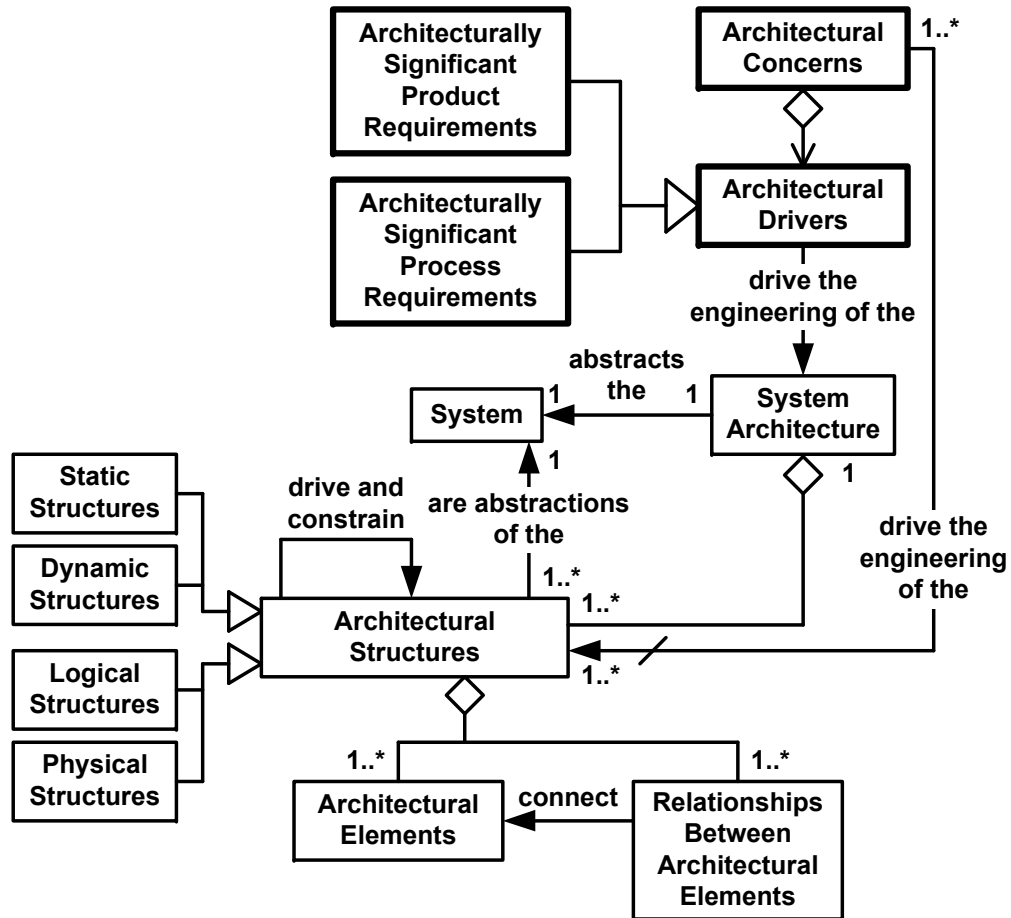 Architecturally
Significant
Product
Requirements
Architectural
Concerns
1..*
Architecturally
Significant
Process
Requirements
Architectural
Drivers
drive the
engineering of the
abstracts
the
1
1
System
System
Architecture
1
1
Static
Structures
drive and
constrain
are abstractions
of the
drive the
engineering
of the
Dynamic
Structures
1..*
1..*
Architectural
Structures
1..*
Logical
Structures
Physical
Structures
1..*
1..*
Architectural
Elements
connect
Relationships
Between
Architectural
Elements